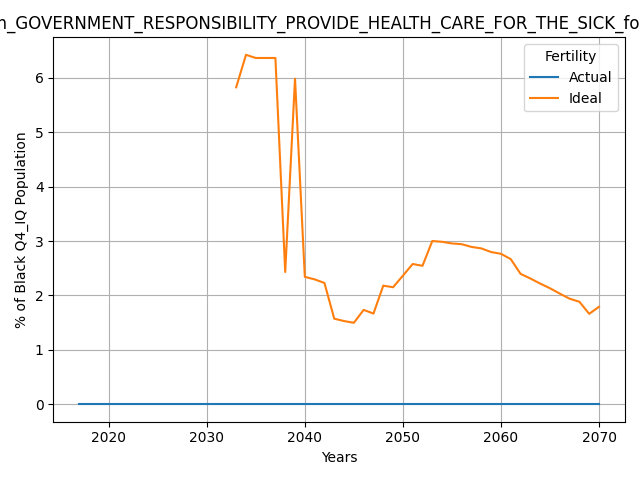 n_GOVERNMENT_RESPONSIBILITY_PROVIDE_HEALTH_CARE_FOR_THE_SICK_fo
Fertility
Actual
Ideal
% of Black Q4_IQ Population
6
5
4
3
2
1
0
2020 2030 2040 2050 2060 2070
Years